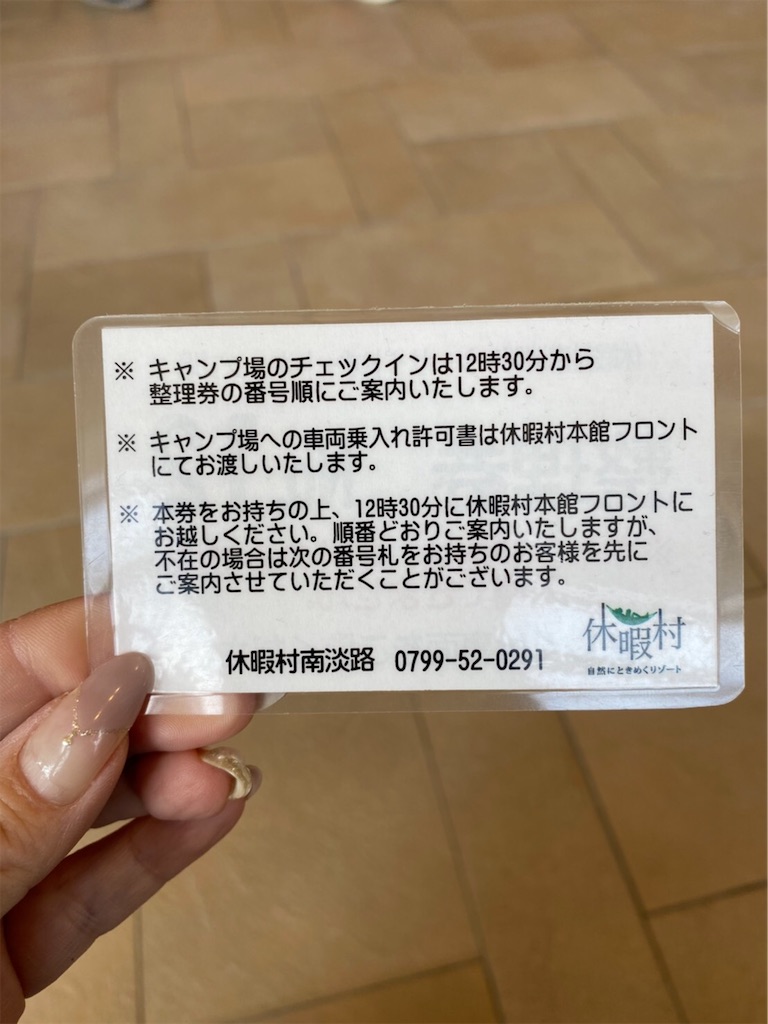 ※ キャンプ場のチェックインは12時30分から
整理券の番号順にご案内いたします。
※ キャンプ場への車両乗入れ許可書は休暇村本館フロント
にてお渡しいたします。
※ 本券をお持ちの上、12時30分に休暇村本館フロントに
お越しください。順番どおりご案内いたしますが、
不在の場合は次の番号札をお持ちのお客様を先に
ご案内させていただくことがございます。
休暇村
自然にときめくリゾート
休暇村南淡路 0799-52-0291